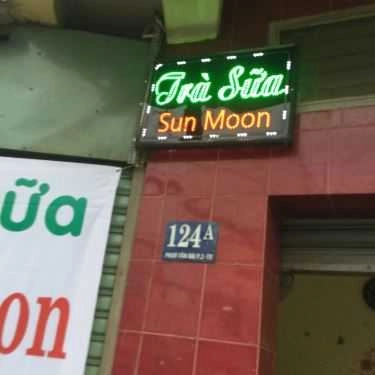 Trà Sữa
Sun Moon
124A
ữa
on